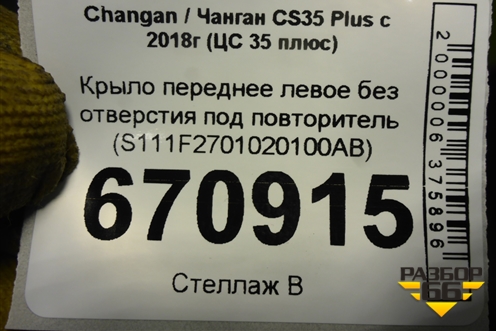 Changan / Чанган CS35 Plus с
2018г (ЦС 35 плюс)
Крыло переднее левое без
отверстия под повторитель
(S111F2701020100AB)
670915
Стеллаж В
2000006375896
РАЗБОР
66